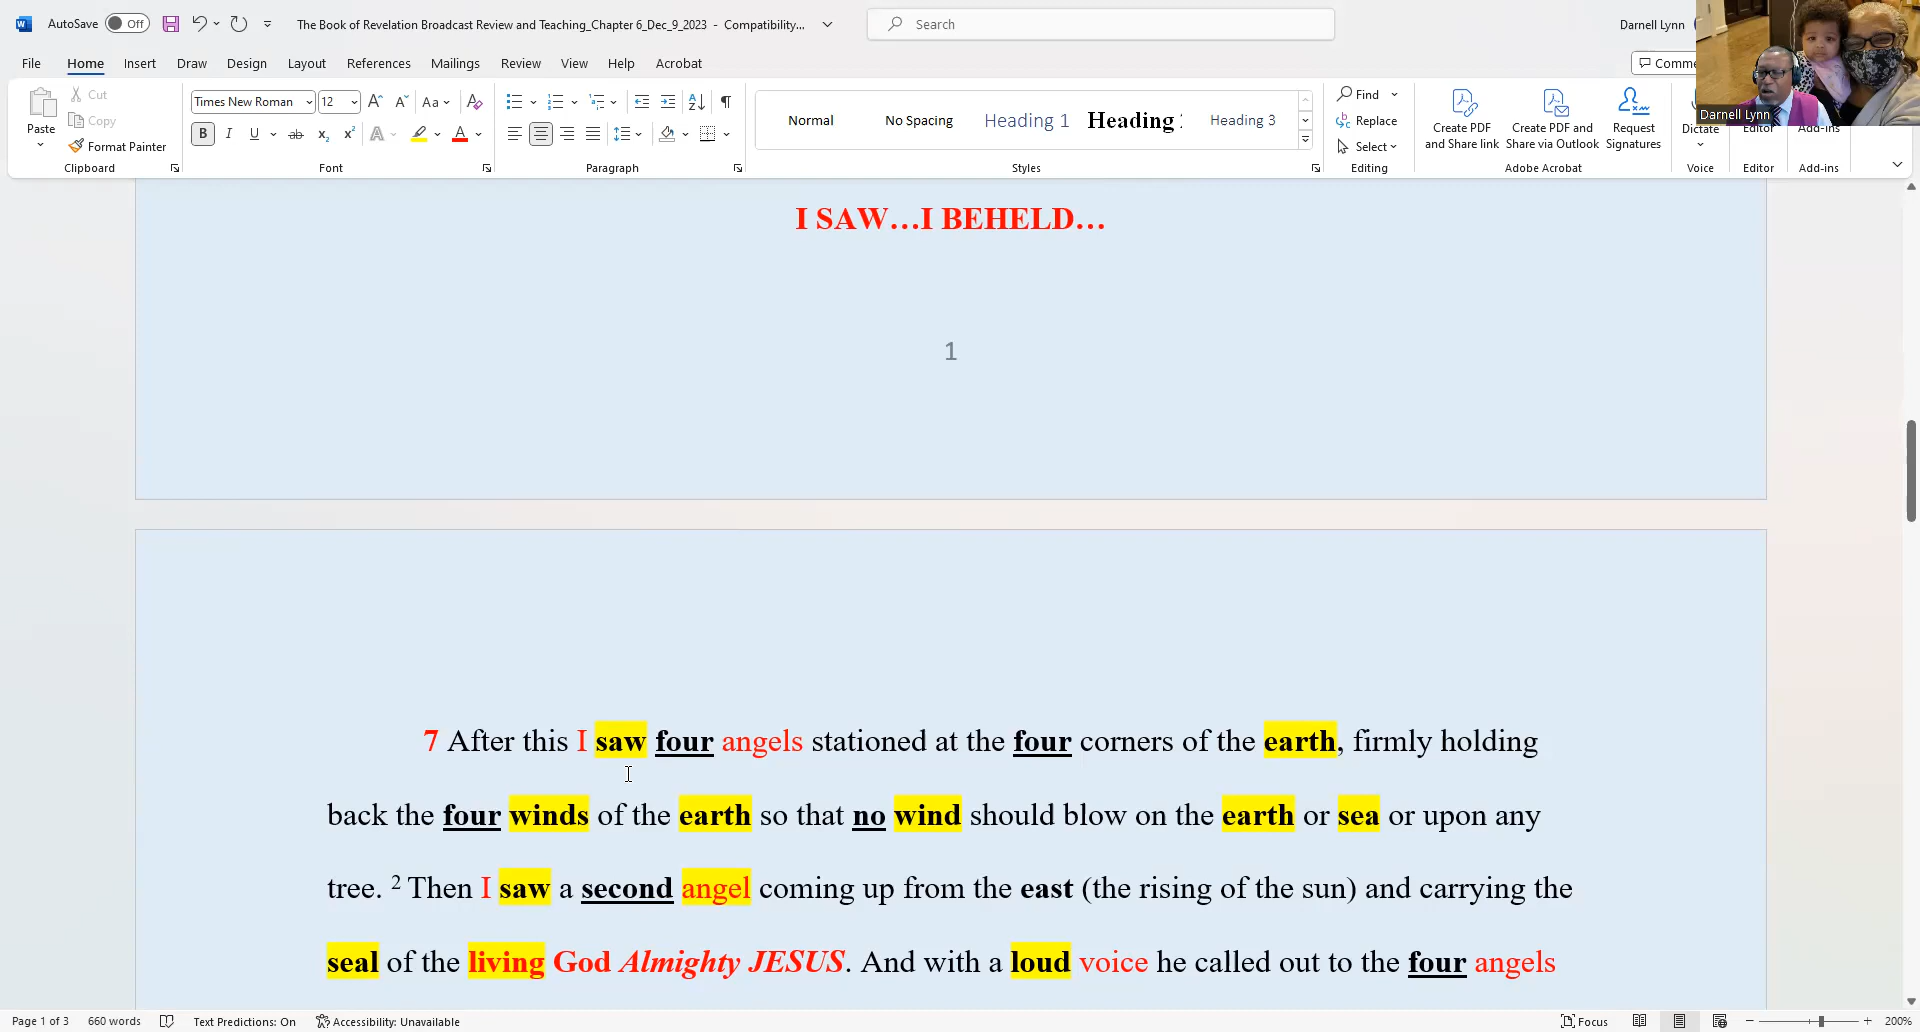 AutoSave Off The Book of Revelation Broadcast Review and Teaching_Chapter 6_Dec_9_2023 - Compatibility... Search Darnell Lynn
File Home Insert Draw Design Layout References Mailings Review View Help Acrobat Comme
Paste Cut Copy Format Painter Clipboard
Times New Roman 12 Aa Font
Paragraph
Normal No Spacing Heading 1 Heading Heading 3 Styles
Find Replace Select Editing
Create PDF and Share link Create PDF and Share via Outlook Request Signatures Adobe Acrobat
Dictate Voice Editor Editor Add-ins Add-ins
Darnell Lynn
I SAW…I BEHELD…
1
7 After this I saw four angels stationed at the four corners of the earth, firmly holding
back the four winds of the earth so that no wind should blow on the earth or sea or upon any
tree. 2 Then I saw a second angel coming up from the east (the rising of the sun) and carrying the
seal of the living God Almighty JESUS. And with a loud voice he called out to the four angels
Page 1 of 3 660 words Text Predictions: On Accessibility: Unavailable Focus 200%